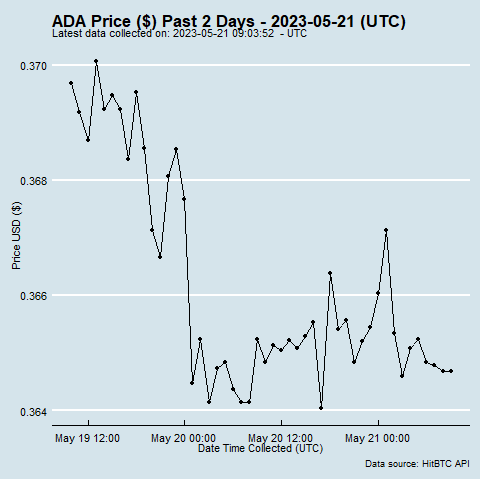 ADA Price ($) Past 2 Days - 2023-05-21 (UTC)
Latest data collected on: 2023-05-21 09:03:52 - UTC
0.370
0.368
0.366
0.364
Price USD ($)
May 19 12:00 May 20 00:00 May 20 12:00 May 21 00:00
Date Time Collected (UTC)
Data source: HitBTC API